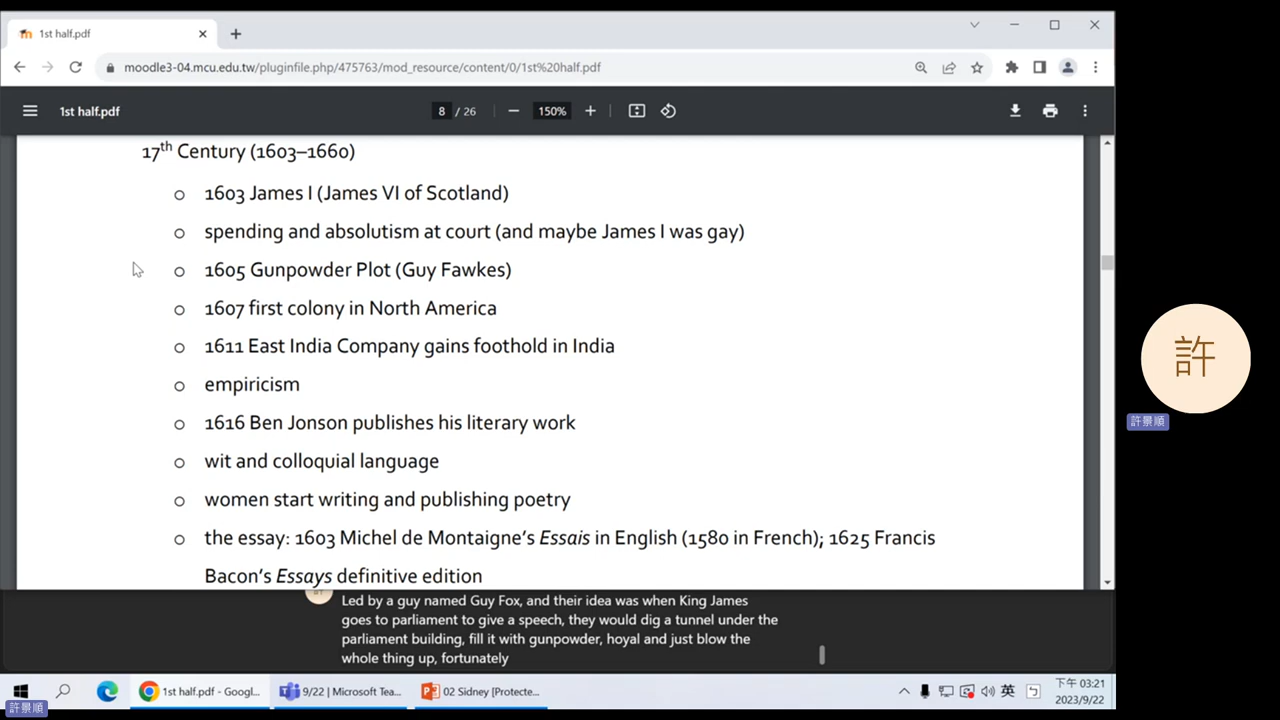 1st half.pdf
moodle3-04.mcu.edu.tw/pluginfile.php/475763/mod_resource/content/0/1st%20half.pdf
1st half.pdf
8 / 26
150%
17th Century (1603–1660)
1603 James I (James VI of Scotland)
spending and absolutism at court (and maybe James I was gay)
1605 Gunpowder Plot (Guy Fawkes)
1607 first colony in North America
1611 East India Company gains foothold in India
empiricism
1616 Ben Jonson publishes his literary work
wit and colloquial language
women start writing and publishing poetry
the essay: 1603 Michel de Montaigne's Essais in English (1580 in French); 1625 Francis
Bacon's Essays definitive edition
許
許景順
許
Led by a guy named Guy Fox, and their idea was when King James
goes to parliament to give a speech, they would dig a tunnel under the
parliament building, fill it with gunpowder, hoyal and just blow the
whole thing up, fortunately
1st half.pdf - Googl...
9/22 | Microsoft Tea...
02 Sidney [Protecte...
英
下午 03:21
2023/9/22
許景順